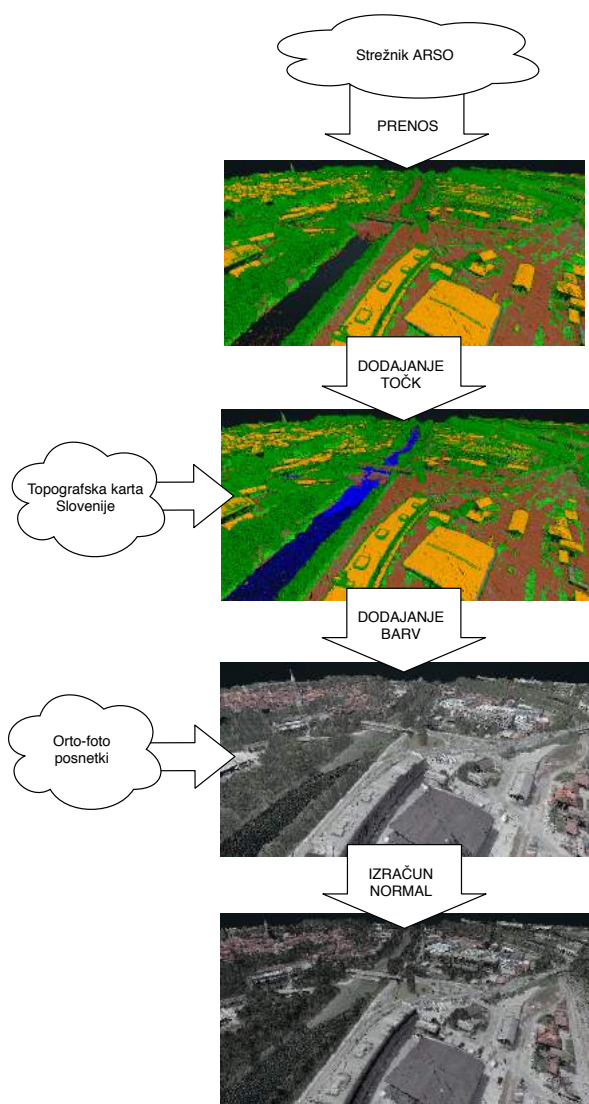 Strežnik ARSO
PRENOS
DODAJANJE
TOČK
Topografska karta
Slovenije
DODAJANJE
BARV
Orto-foto
posnetki
IZRAČUN
NORMAL